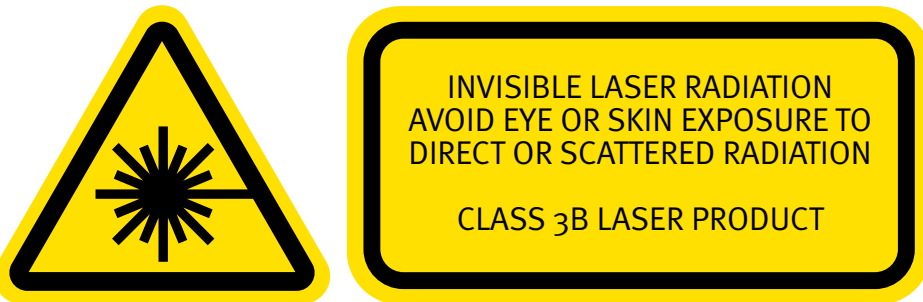 INVISIBLE LASER RADIATION
AVOID EYE OR SKIN EXPOSURE TO
DIRECT OR SCATTERED RADIATION
CLASS 3B LASER PRODUCT